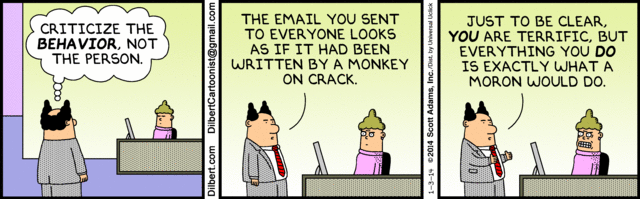 CRITICIZE THE
BEHAVIOR, NOT
THE PERSON.
Dilbert.com DilbertCartoonist@gmail.com
THE EMAIL YOU SENT
TO EVERYONE LOOKS
AS IF IT HAD BEEN
WRITTEN BY A MONKEY
ON CRACK.
1-3-14 ©2014 Scott Adams, Inc. /Dist. by Universal Uclick
JUST TO BE CLEAR,
YOU ARE TERRIFIC, BUT
EVERYTHING YOU DO
IS EXACTLY WHAT A
MORON WOULD DO.